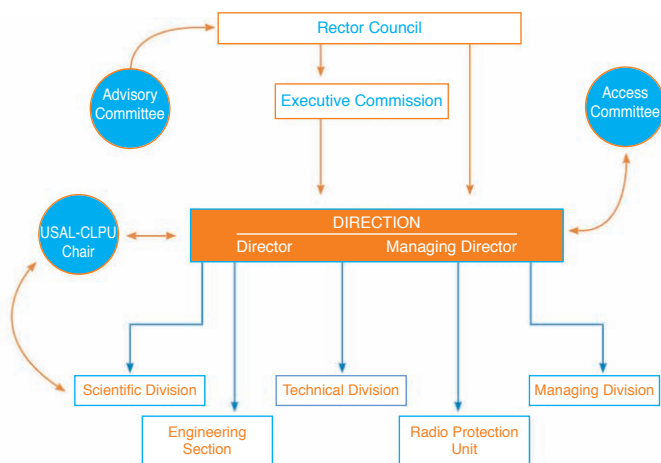 Rector Council
Advisory
Committee
Executive Commission
Access
Committee
USAL-CLPU
Chair
DIRECTION
Director Managing Director
Scientific Division
Technical Division
Managing Division
Engineering
Section
Radio Protection
Unit